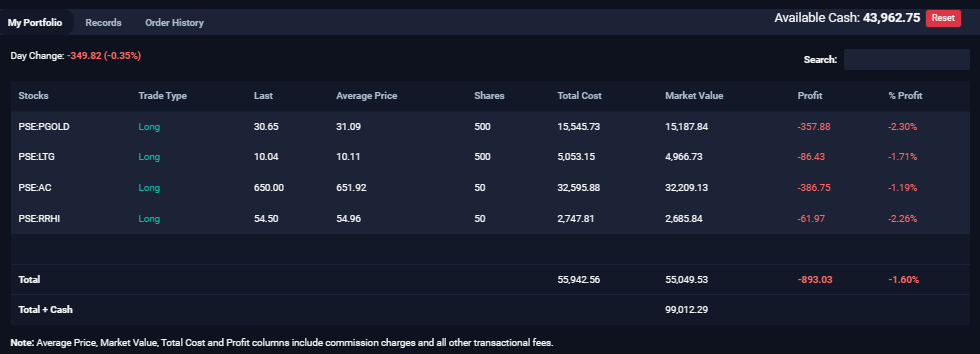 My Portfolio Records Order History Available Cash: 43,962.75 Reset
Day Change: -349.82 (-0.35%)
Search:
Stocks Trade Type Last Average Price Shares Total Cost Market Value Profit % Profit
PSE:PGOLD Long 30.65 31.09 500 15,545.73 15,187.84 -357.88 -2.30%
PSE:LTG Long 10.04 10.11 500 5,053.15 4,966.73 -86.43 -1.71%
PSE:AC Long 650.00 651.92 50 32,595.88 32,209.13 -386.75 -1.19%
PSE:RRHI Long 54.50 54.96 50 2,747.81 2,685.84 -61.97 -2.26%
Total 55,942.56 55,049.53 -893.03 -1.60%
Total + Cash 99,012.29
Note: Average Price, Market Value, Total Cost and Profit columns include commission charges and all other transactional fees.